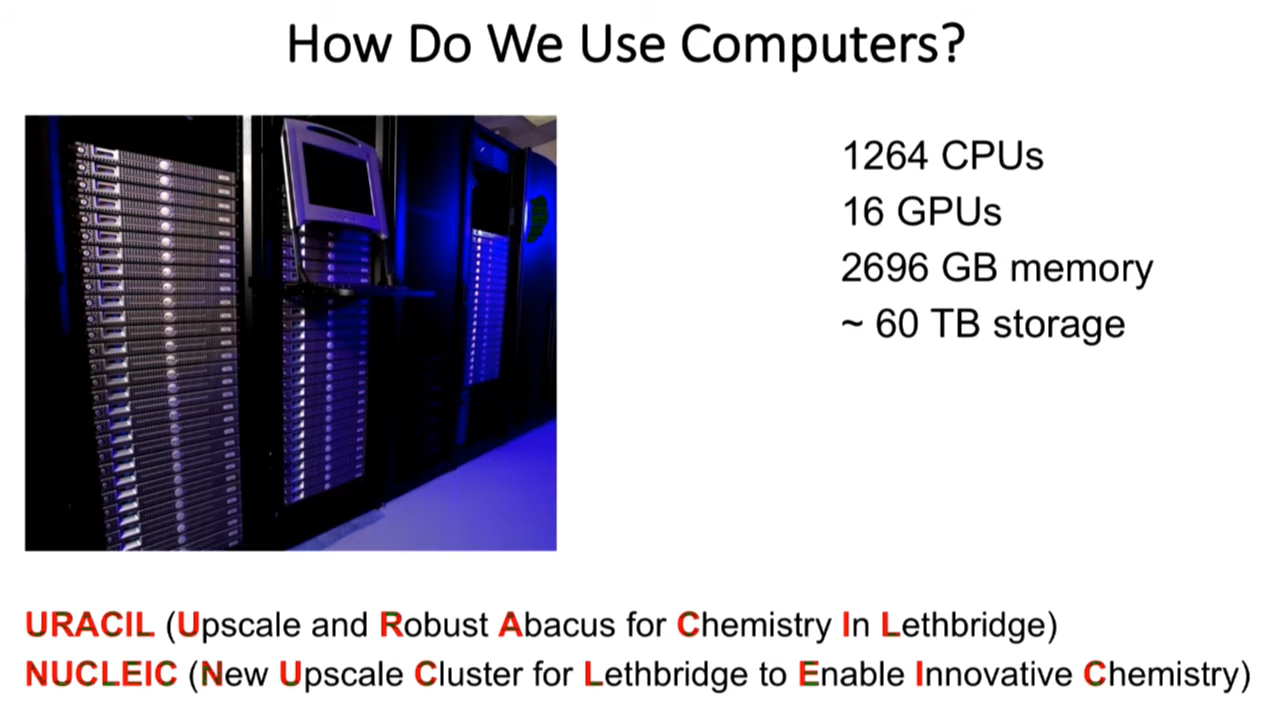 How Do We Use Computers?
1264 CPUs
16 GPUs
2696 GB memory
~ 60 TB storage
URACIL (Upscale and Robust Abacus for Chemistry In Lethbridge)
NUCLEIC (New Upscale Cluster for Lethbridge to Enable Innovative Chemistry)